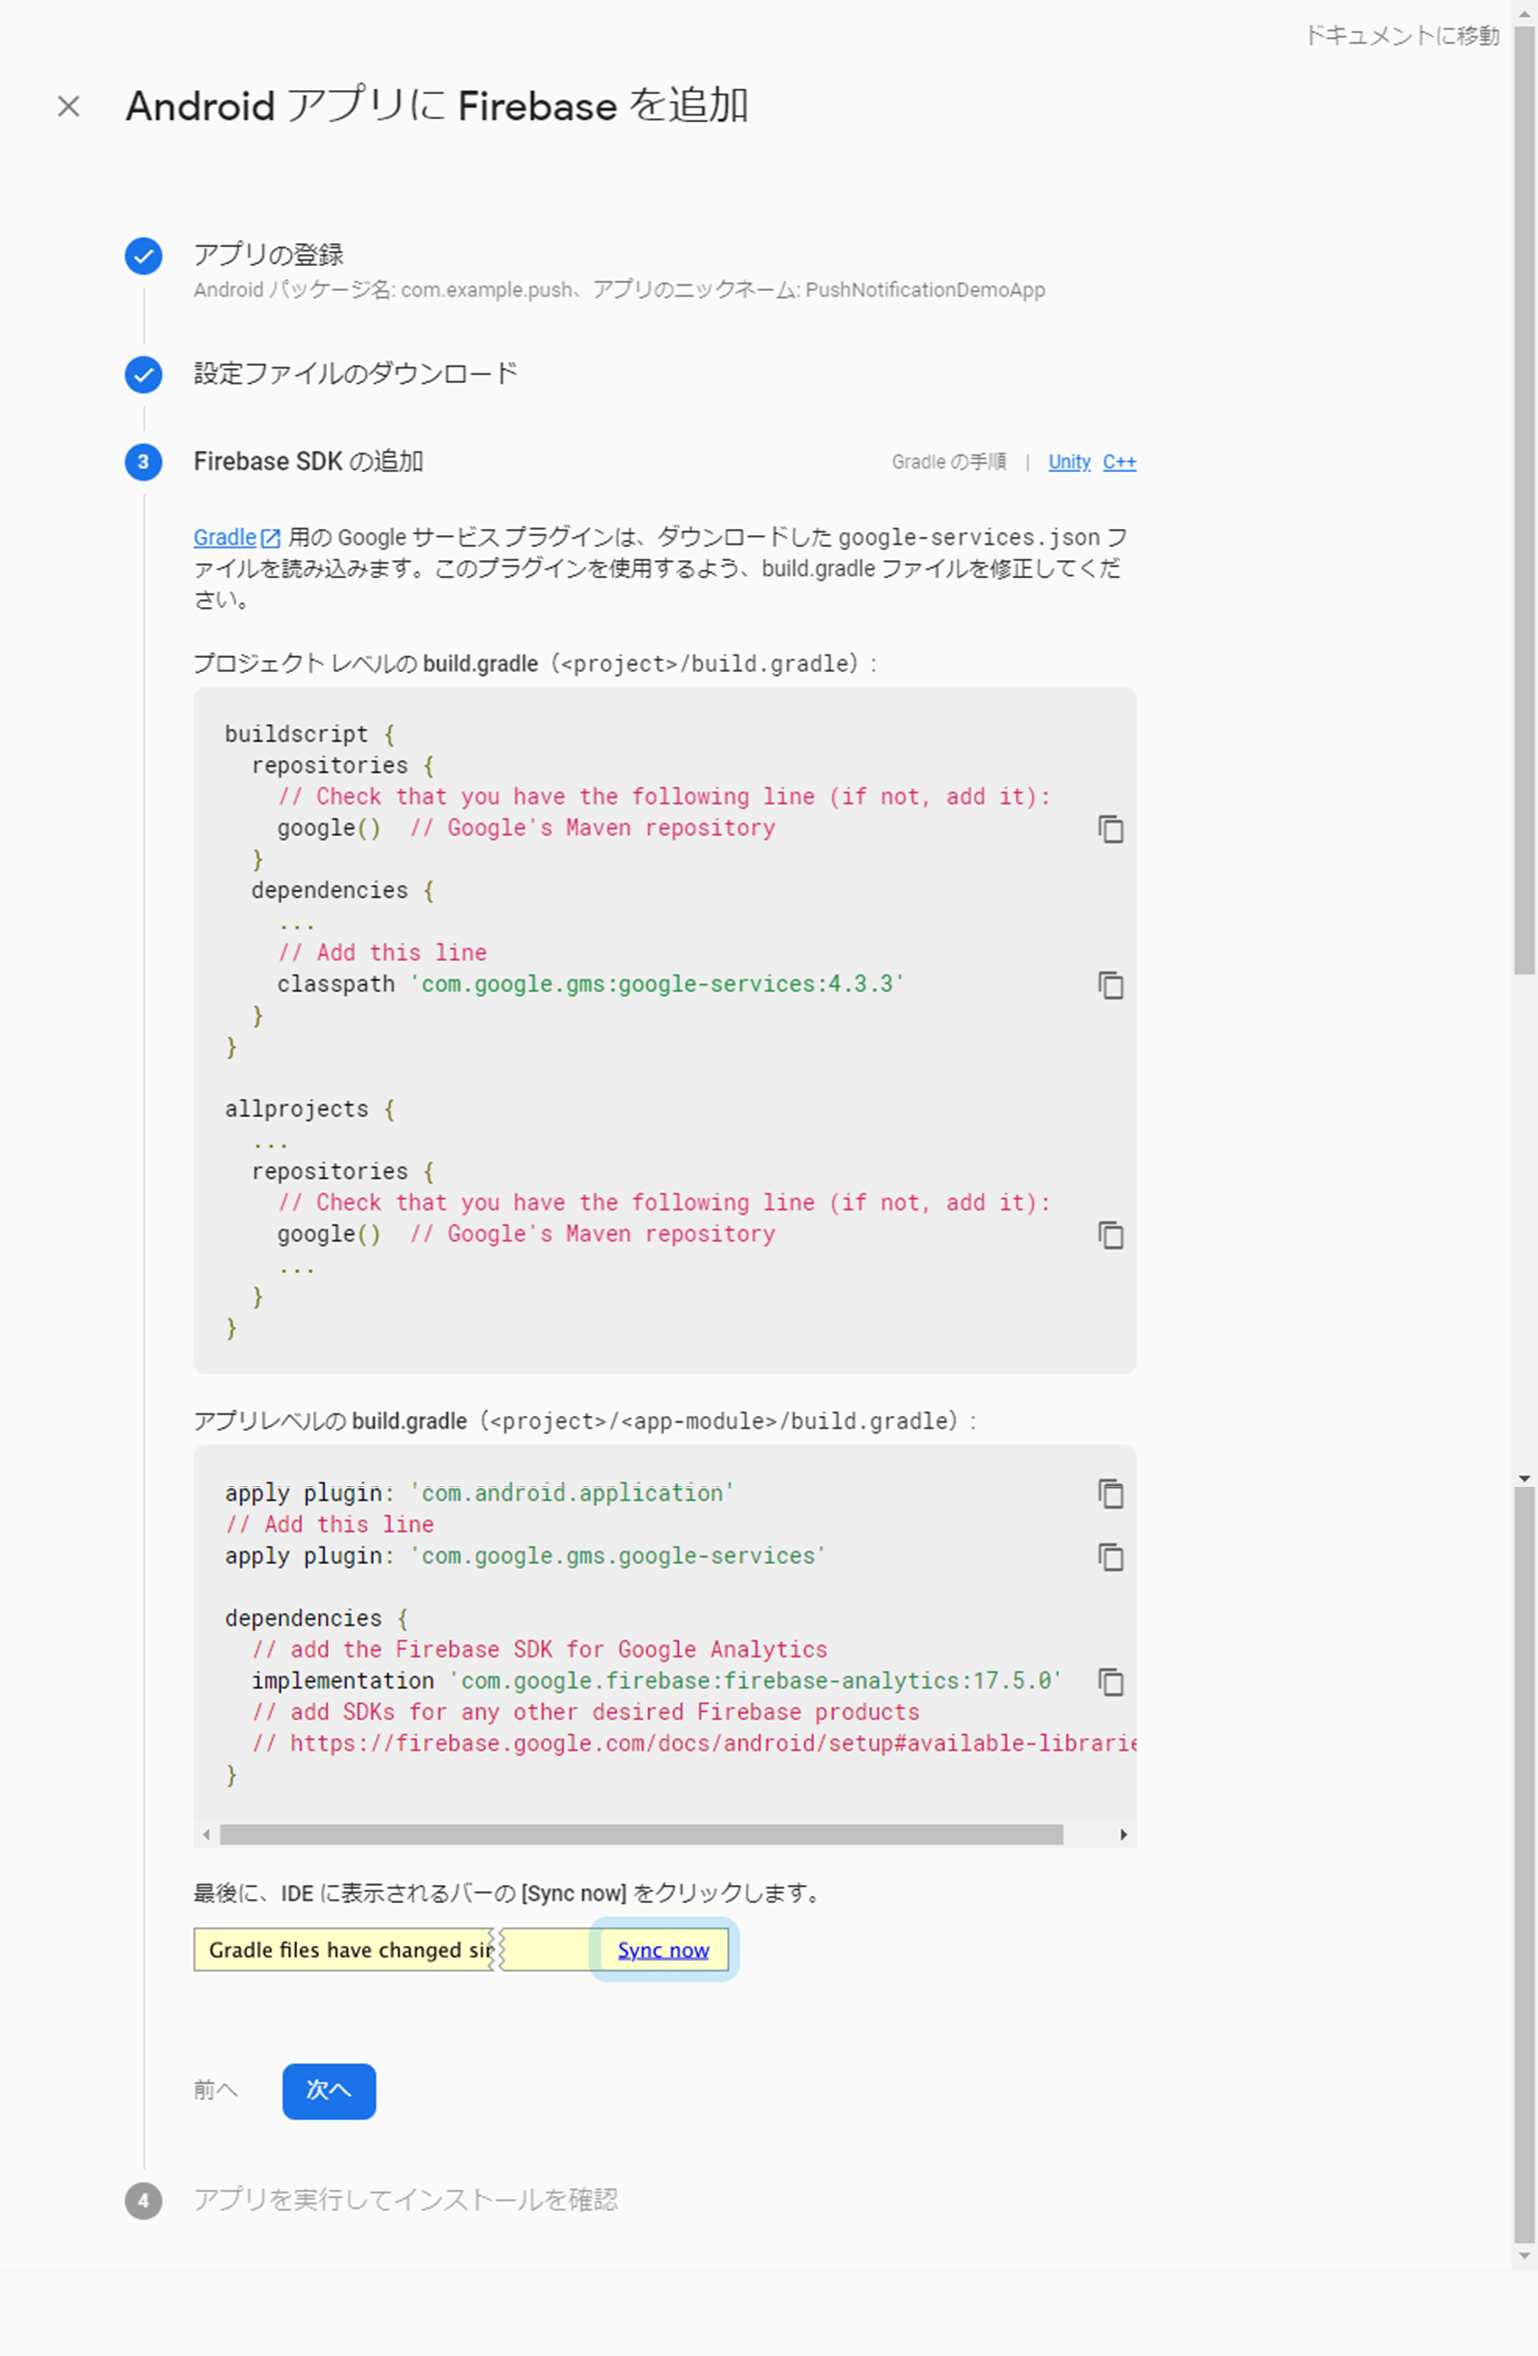 ドキュメントに移動
Android アプリに Firebase を追加
アプリの登録
Android パッケージ名: com.example.push、アプリのニックネーム: PushNotificationDemoApp
設定ファイルのダウンロード
3 Firebase SDK の追加 Gradle の手順 | Unity C++
Gradle 用の Google サービス プラグインは、ダウンロードした google-services.json フ
ァイルを読み込みます。このプラグインを使用するよう、build.gradle ファイルを修正してくだ
さい。
プロジェクト レベルの build.gradle（<project>/build.gradle）:
buildscript {
  repositories {
    // Check that you have the following line (if not, add it):
    google()  // Google's Maven repository
  }
  dependencies {
    ...
    // Add this line
    classpath 'com.google.gms:google-services:4.3.3'
  }
}
allprojects {
  ...
  repositories {
    // Check that you have the following line (if not, add it):
    google()  // Google's Maven repository
    ...
  }
}
アプリレベルの build.gradle（<project>/<app-module>/build.gradle）:
apply plugin: 'com.android.application'
// Add this line
apply plugin: 'com.google.gms.google-services'
dependencies {
  // add the Firebase SDK for Google Analytics
  implementation 'com.google.firebase:firebase-analytics:17.5.0'
  // add SDKs for any other desired Firebase products
  // https://firebase.google.com/docs/android/setup#available-librarie
}
最後に、IDE に表示されるバーの [Sync now] をクリックします。
Gradle files have changed sin Sync now
前へ 次へ
4 アプリを実行してインストールを確認